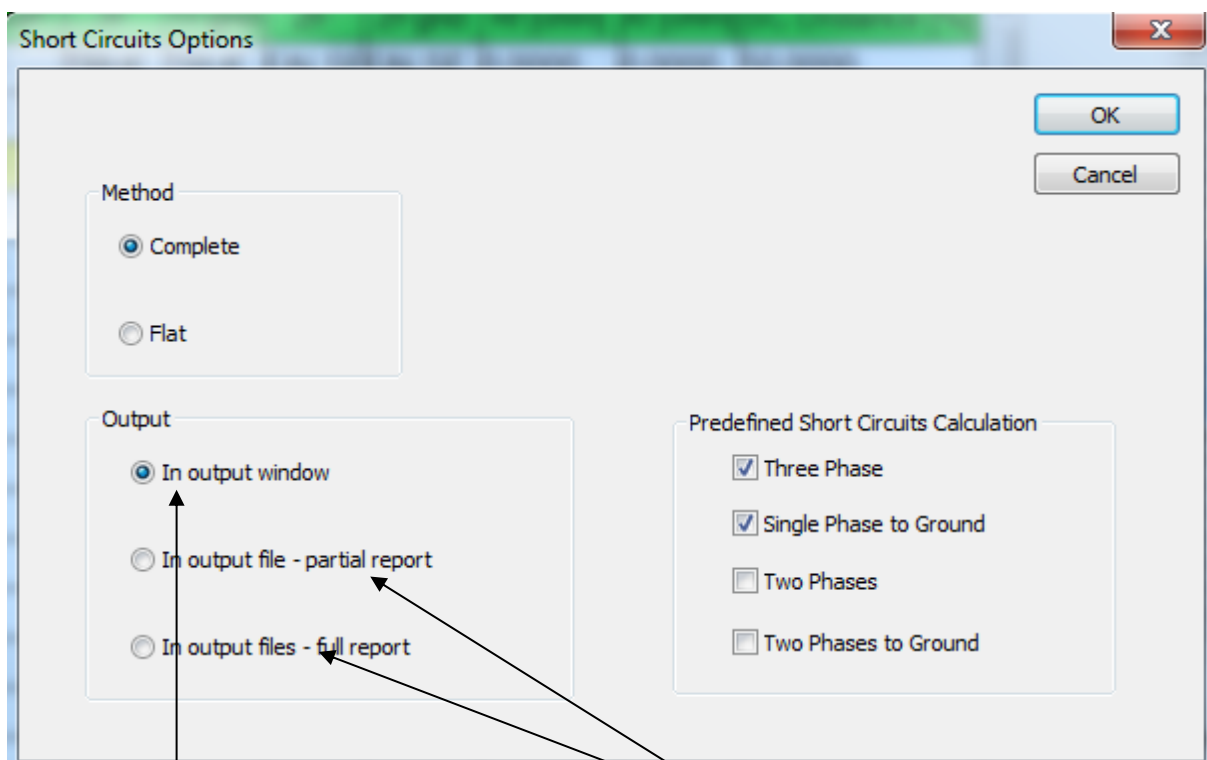 Short Circuits Options
OK
Cancel
Method
Complete
Flat
Output
In output window
In output file - partial report
In output files - full report
Predefined Short Circuits Calculation
Three Phase
Single Phase to Ground
Two Phases
Two Phases to Ground